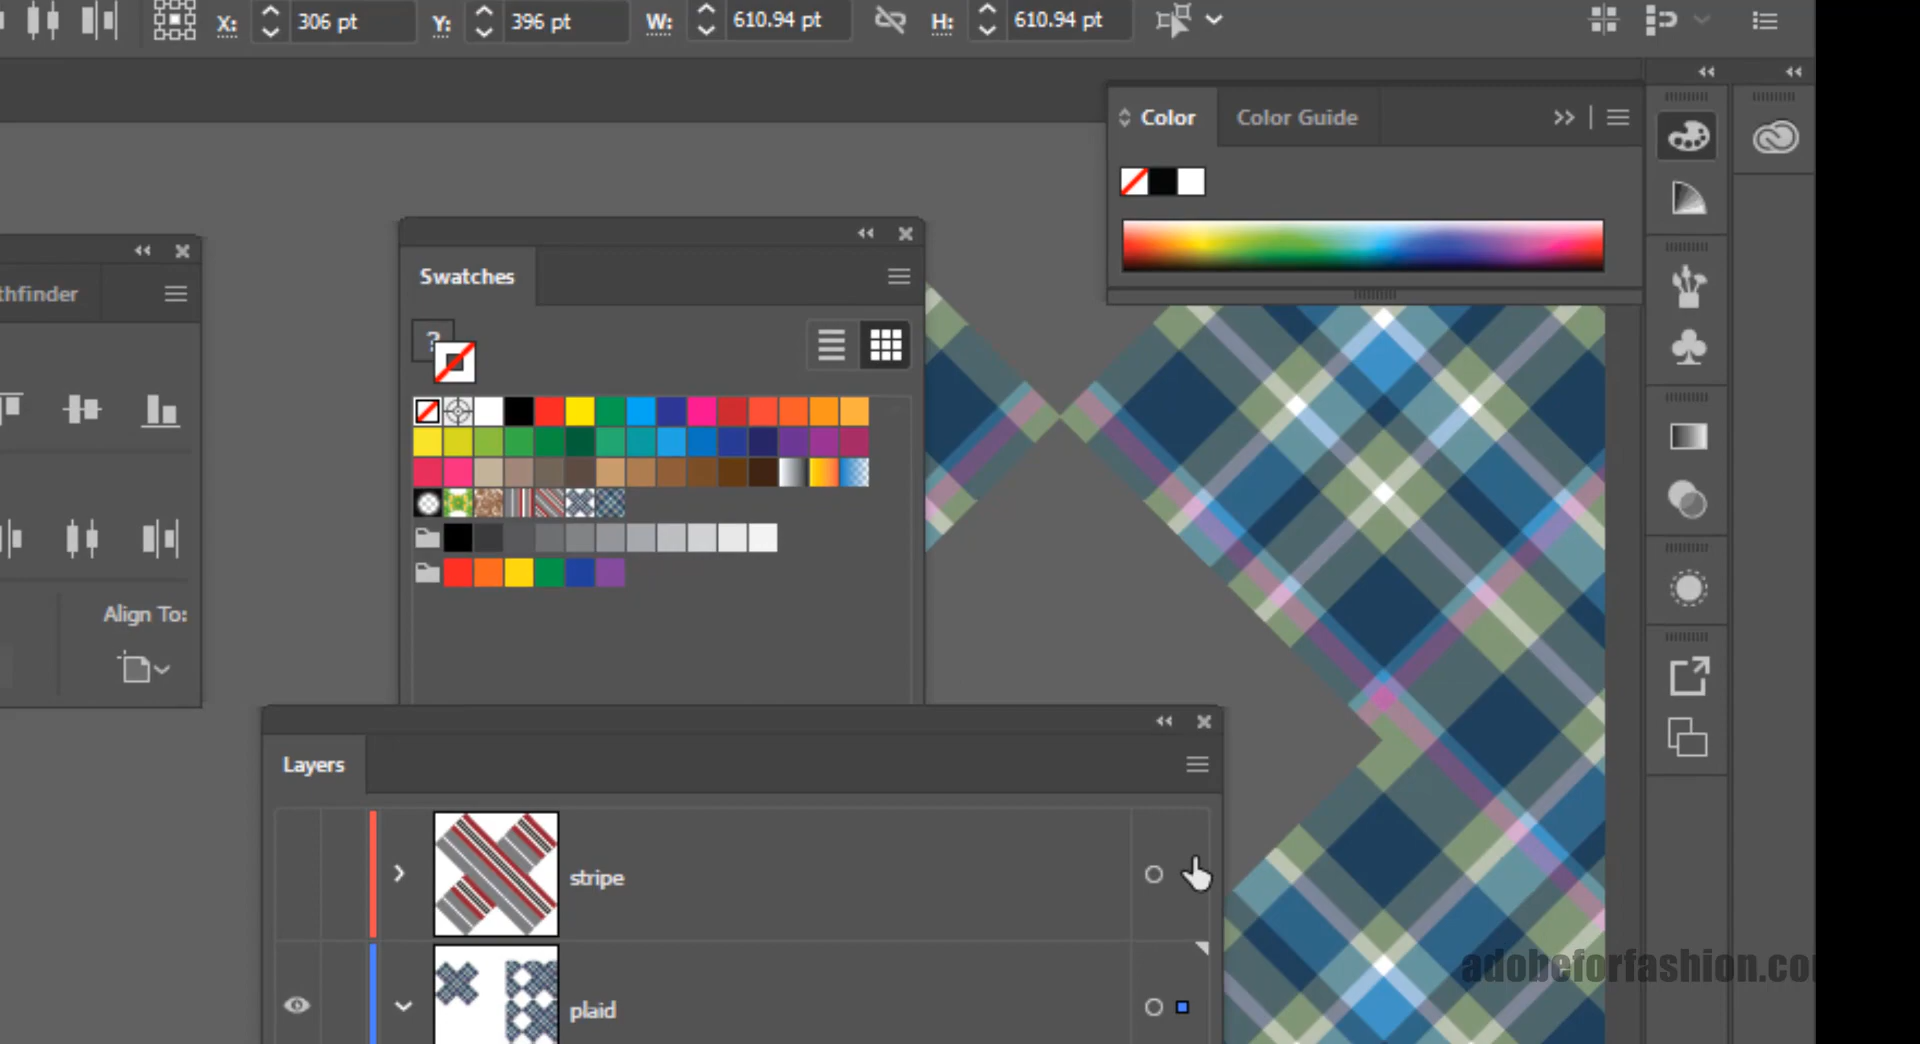 X: 306 pt Y: 396 pt W: 610.94 pt H: 610.94 pt
Color Color Guide
thfinder
Swatches
?
Align To:
Layers
stripe
plaid
adobeforfashion.co